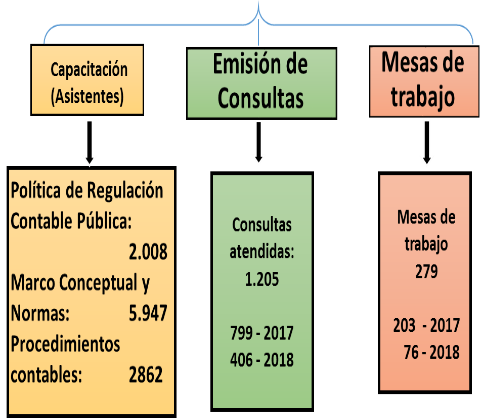 Capacitación
(Asistentes)
Emisión de
Consultas
Mesas de
trabajo
Política de Regulación
Contable Pública:
2.008
Marco Conceptual y
Normas: 5.947
Procedimientos
contables: 2862
Consultas
atendidas:
1.205
799 - 2017
406 - 2018
Mesas de
trabajo
279
203 - 2017
76 - 2018